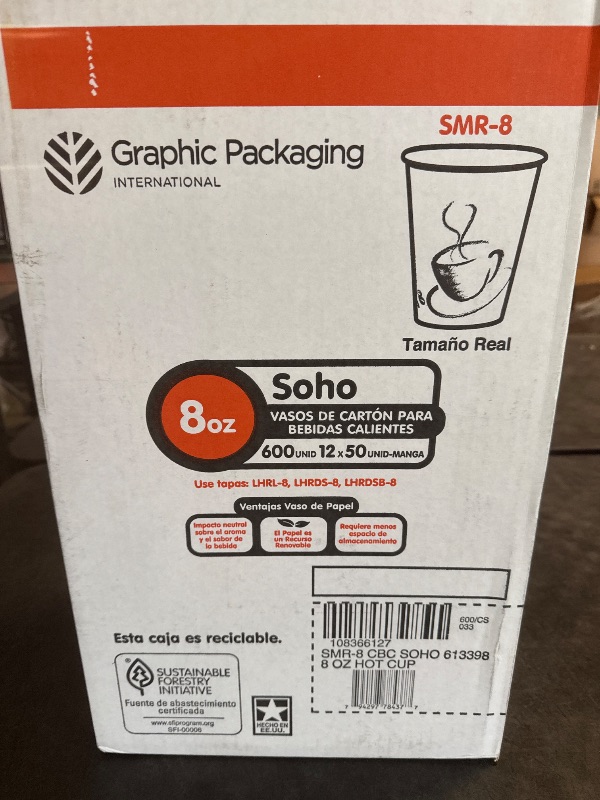 SMR-8
Graphic Packaging
INTERNATIONAL
Tamaño Real
8oz
Soho
VASOS DE CARTÓN PARA
BEBIDAS CALIENTES
600 UNID 12 x 50 UNID-MANGA
Use tapas: LHRL-8, LHRDS-8, LHRDSB-8
Ventajas Vaso de Papel
Impacto neutral
sobre el aroma
y el sabor de
la bebida
El Papel es
un Recurso
Renovable
Requiere menos
espacio de
almacenamiento
600/CS
033
108366127
SMR-8 CBC SOHO 613398
8 OZ HOT CUP
7 94297 78437 7
Esta caja es reciclable.
SUSTAINABLE
FORESTRY
INITIATIVE
Fuente de abastecimiento
certificada
www.sfiprogram.org
SFI-00006
HECHO EN
EE.UU.